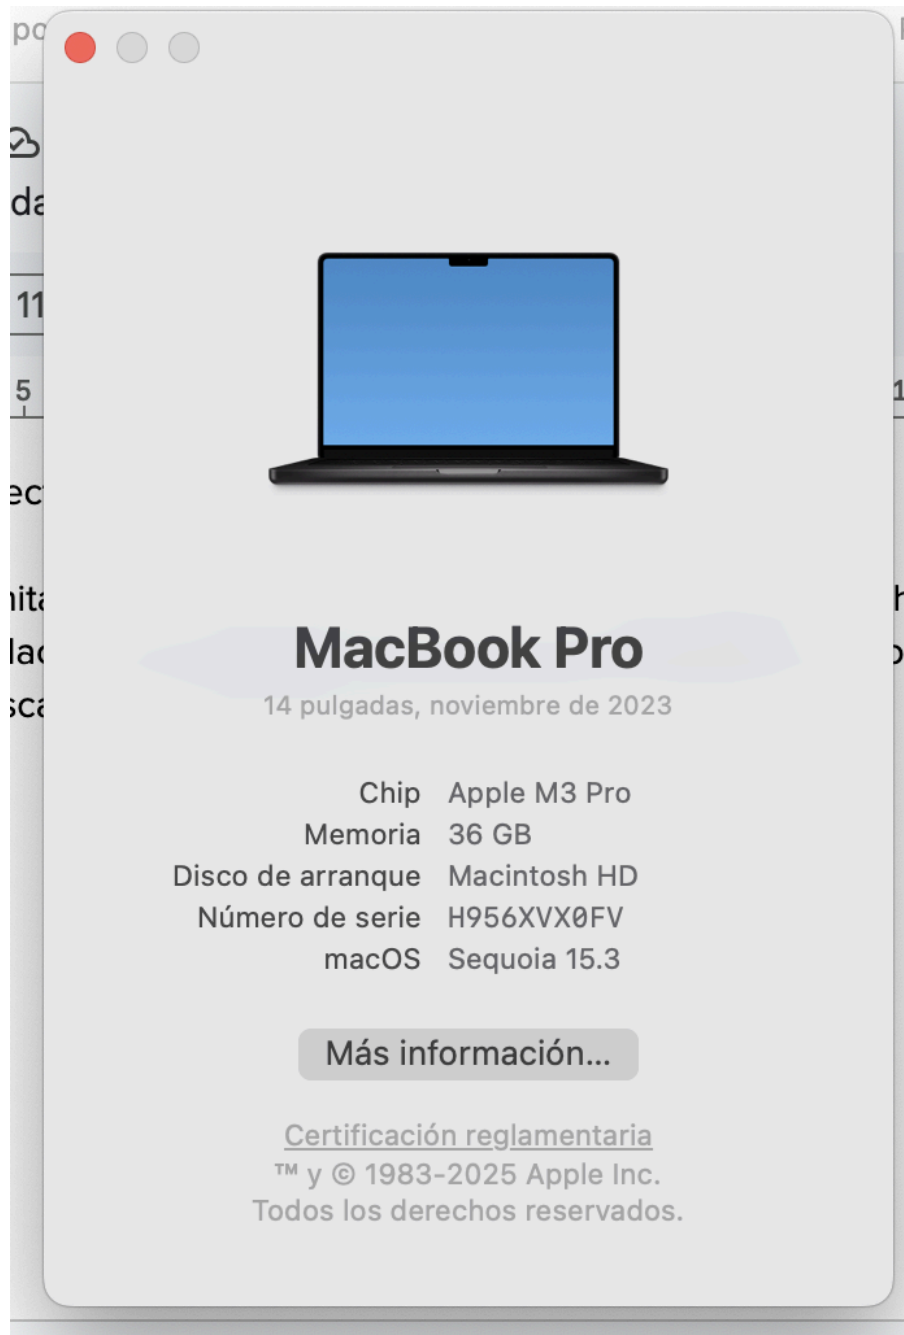 MacBook Pro
14 pulgadas, noviembre de 2023
Chip Apple M3 Pro
Memoria 36 GB
Disco de arranque Macintosh HD
Número de serie H956XVX0FV
macOS Sequoia 15.3
Más información...
Certificación reglamentaria
™ y © 1983-2025 Apple Inc.
Todos los derechos reservados.
11
5